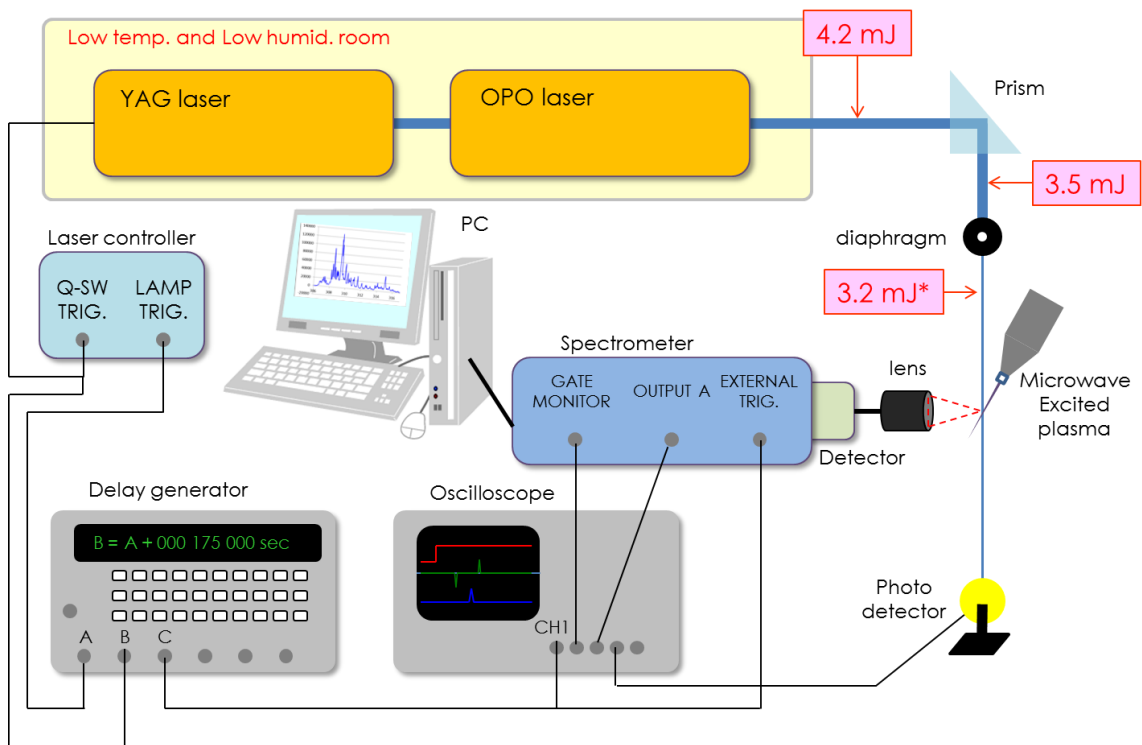 Low temp. and Low humid. room
4.2 mJ
YAG laser
OPO laser
Prism
3.5 mJ
PC
Laser controller
diaphragm
Q-SW
TRIG.
LAMP
TRIG.
3.2 mJ*
Spectrometer
GATE
MONITOR
OUTPUT A
EXTERNAL
TRIG.
lens
Microwave
Excited
plasma
Detector
Delay generator
Oscilloscope
B = A + 000 175 000 sec
Photo
detector
A
B
C
CH1